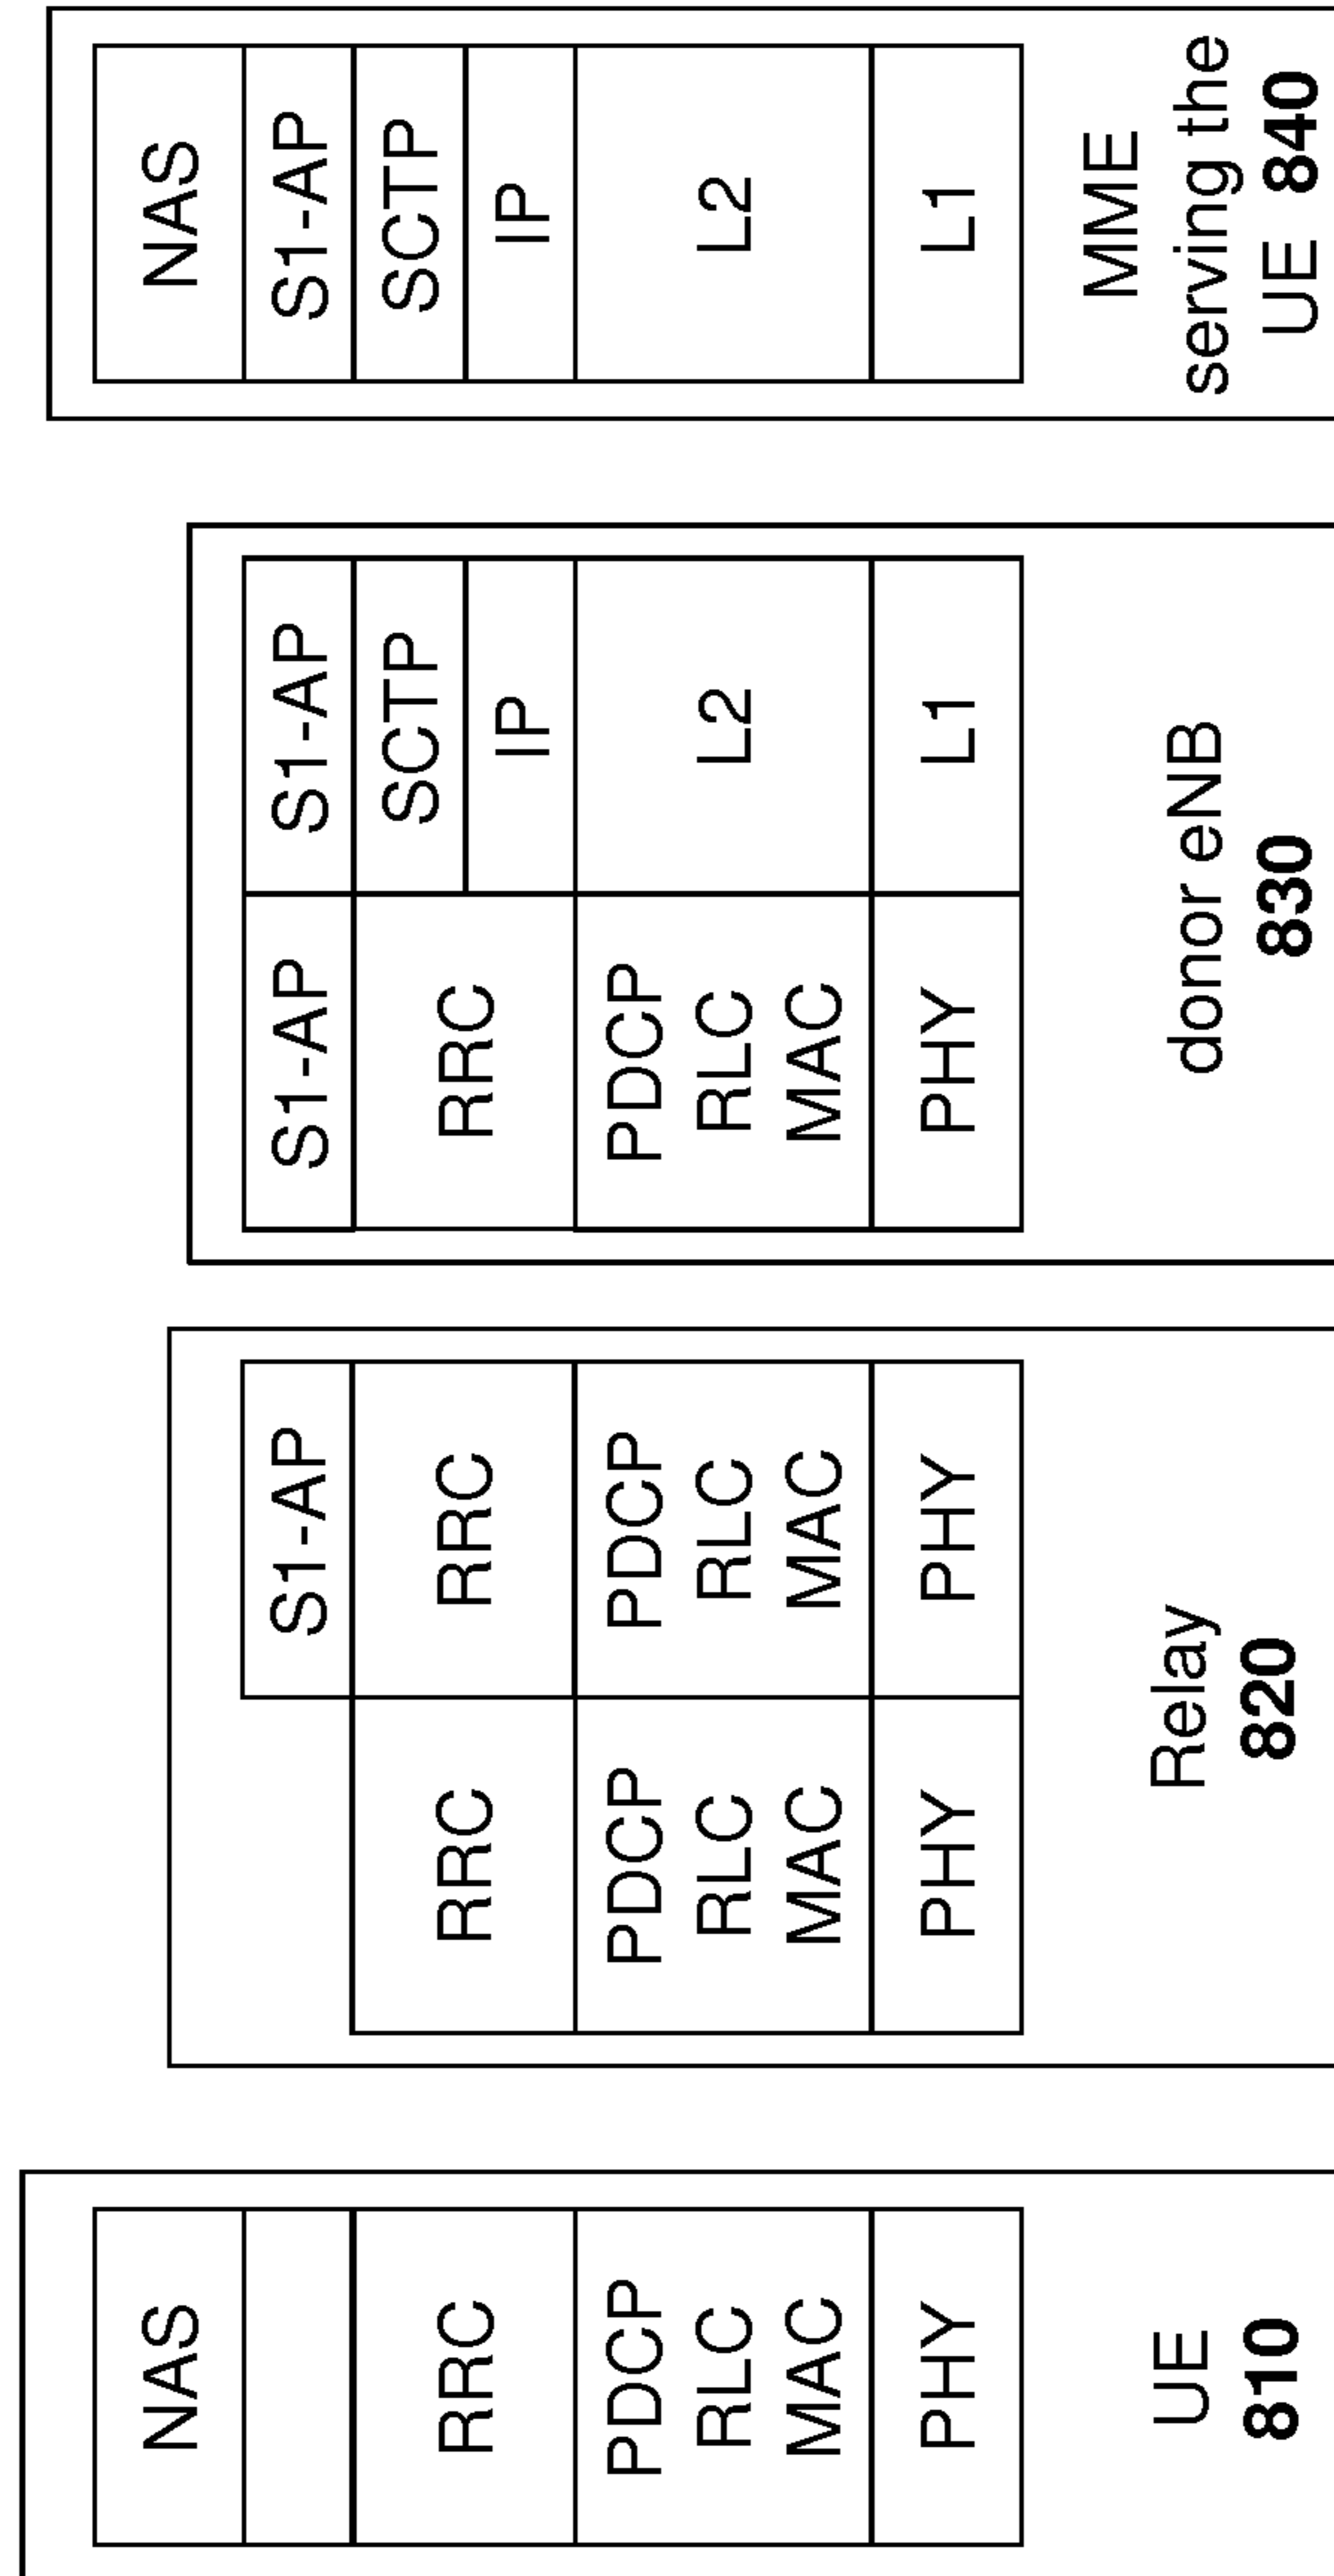 NAS
RRC
PDCP
RLC
MAC
PHY
UE
810
RRC
PDCP
RLC
MAC
PHY
S1-AP
RRC
PDCP
RLC
MAC
PHY
Relay
820
S1-AP
RRC
PDCP
RLC
MAC
PHY
S1-AP
SCTP
IP
L2
L1
donor eNB
830
NAS
S1-AP
SCTP
IP
L2
L1
MME
serving the
UE 840